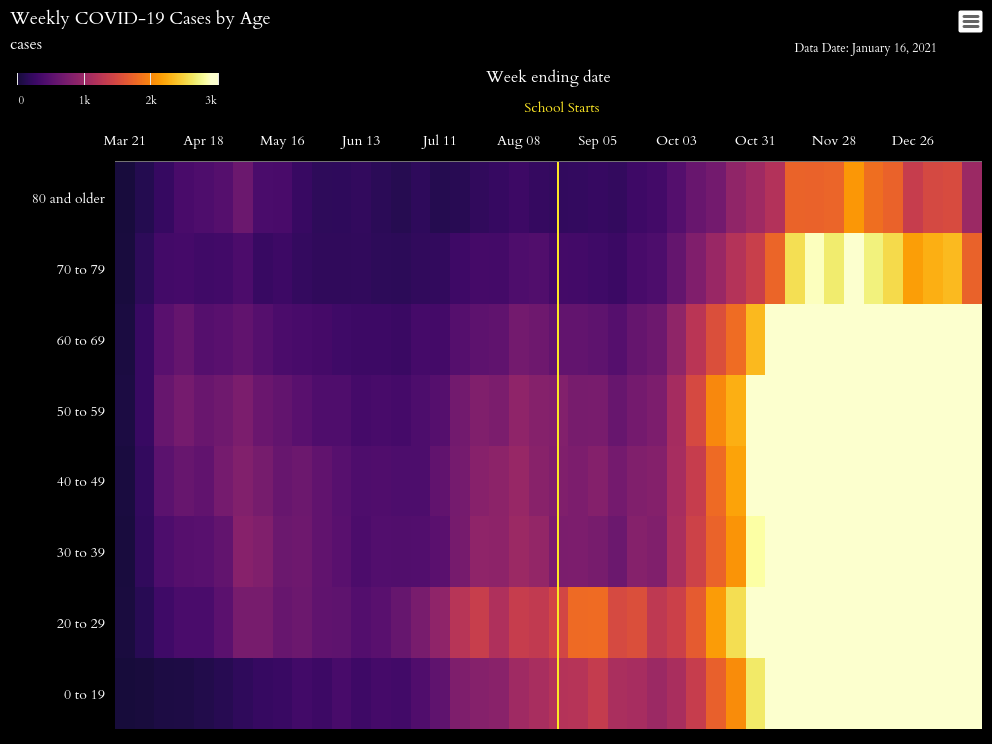 Weekly COVID-19 Cases by Age
cases
Data Date: January 16, 2021
0 1k 2k 3k
Week ending date
School Starts
Mar 21 Apr 18 May 16 Jun 13 Jul 11 Aug 08 Sep 05 Oct 03 Oct 31 Nov 28 Dec 26
80 and older
70 to 79
60 to 69
50 to 59
40 to 49
30 to 39
20 to 29
0 to 19